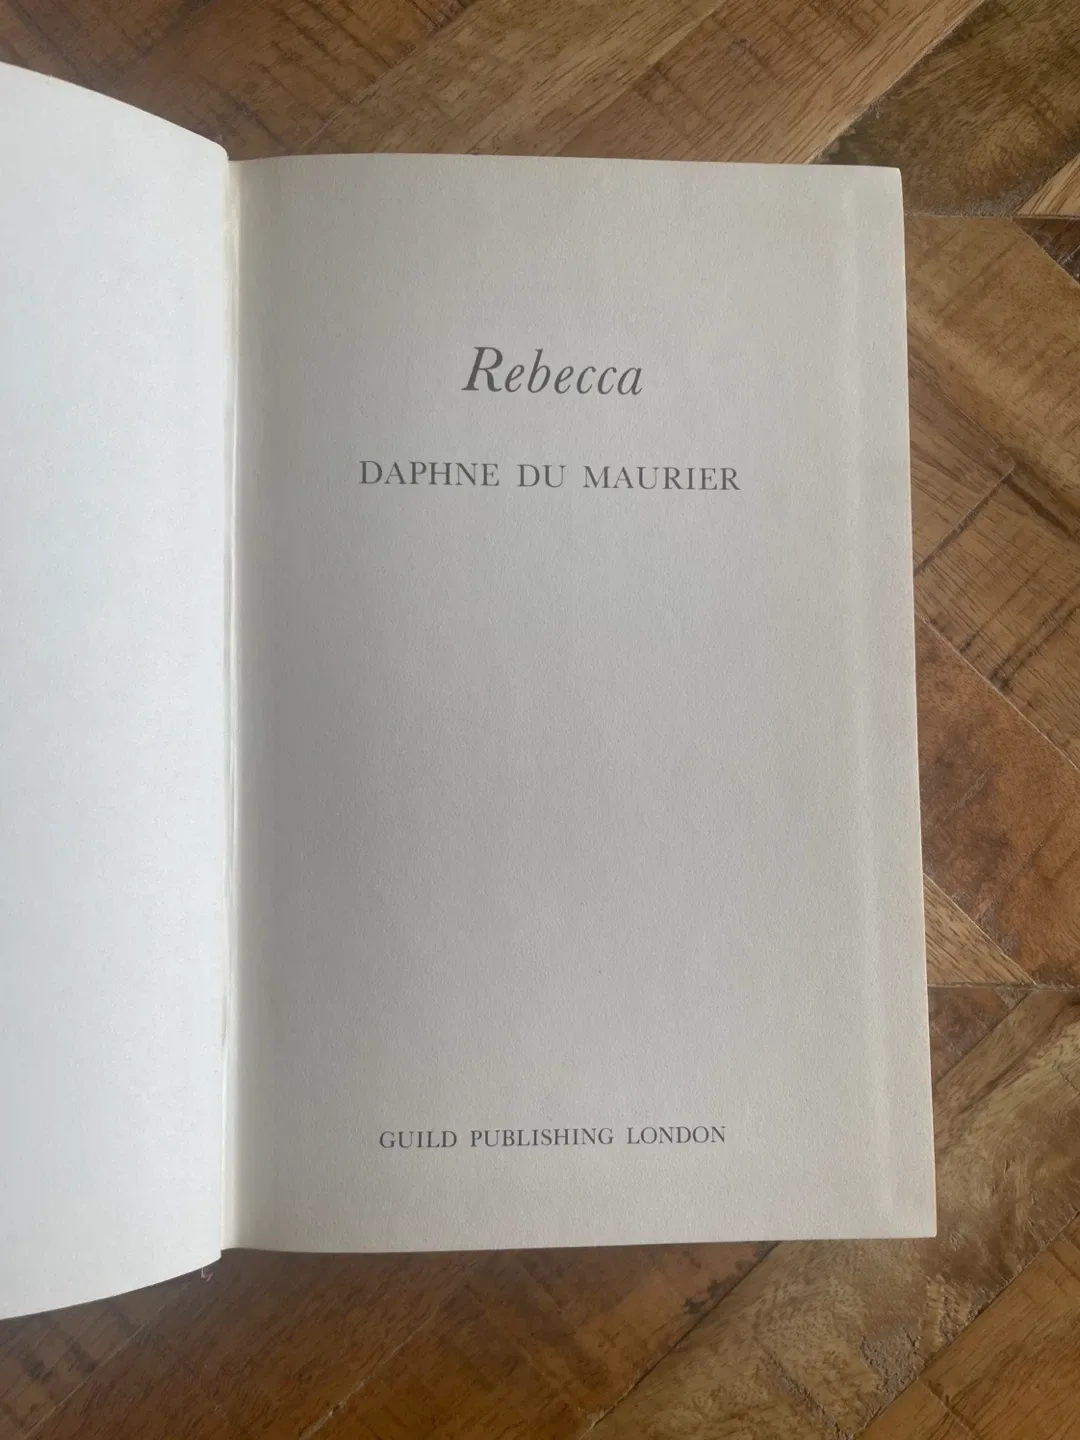 Rebecca
DAPHNE DU MAURIER
GUILD PUBLISHING LONDON